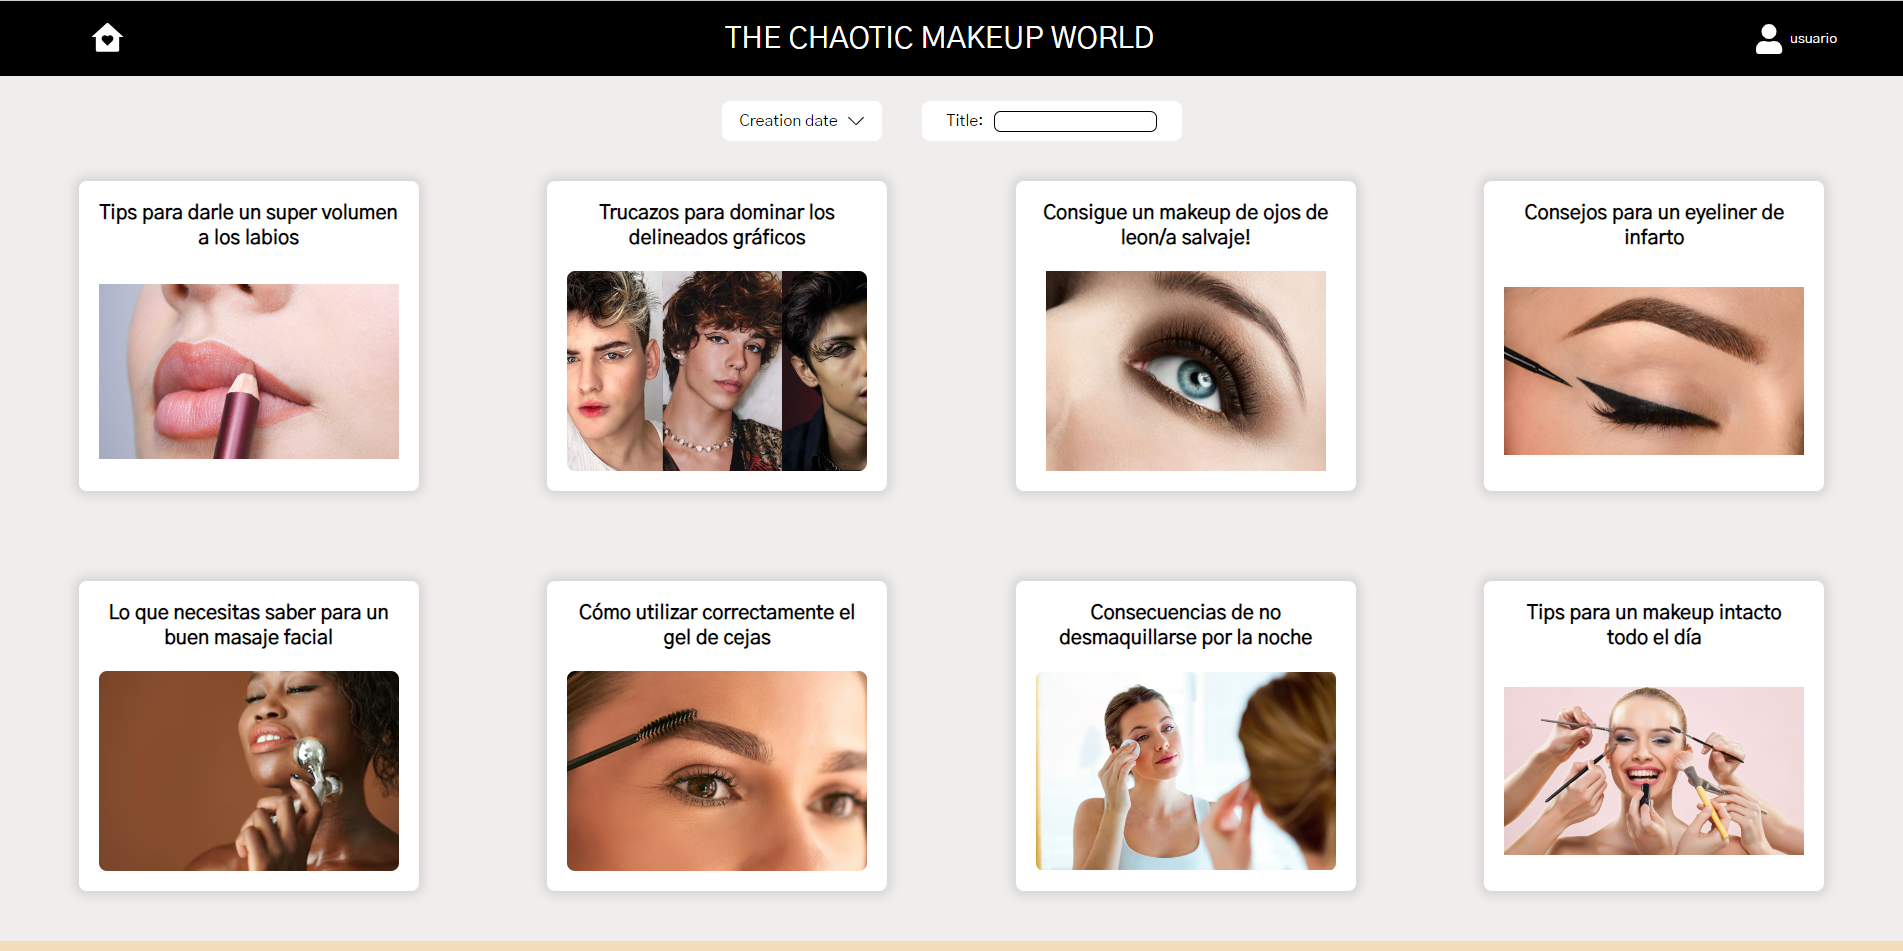 THE CHAOTIC MAKEUP WORLD
usuario
Creation date
Title:
Tips para darle un super volumen
a los labios
Trucazos para dominar los
delineados gráficos
Consigue un makeup de ojos de
leon/a salvaje!
Consejos para un eyeliner de
infarto
Lo que necesitas saber para un
buen masaje facial
Cómo utilizar correctamente el
gel de cejas
Consecuencias de no
desmaquillarse por la noche
Tips para un makeup intacto
todo el día